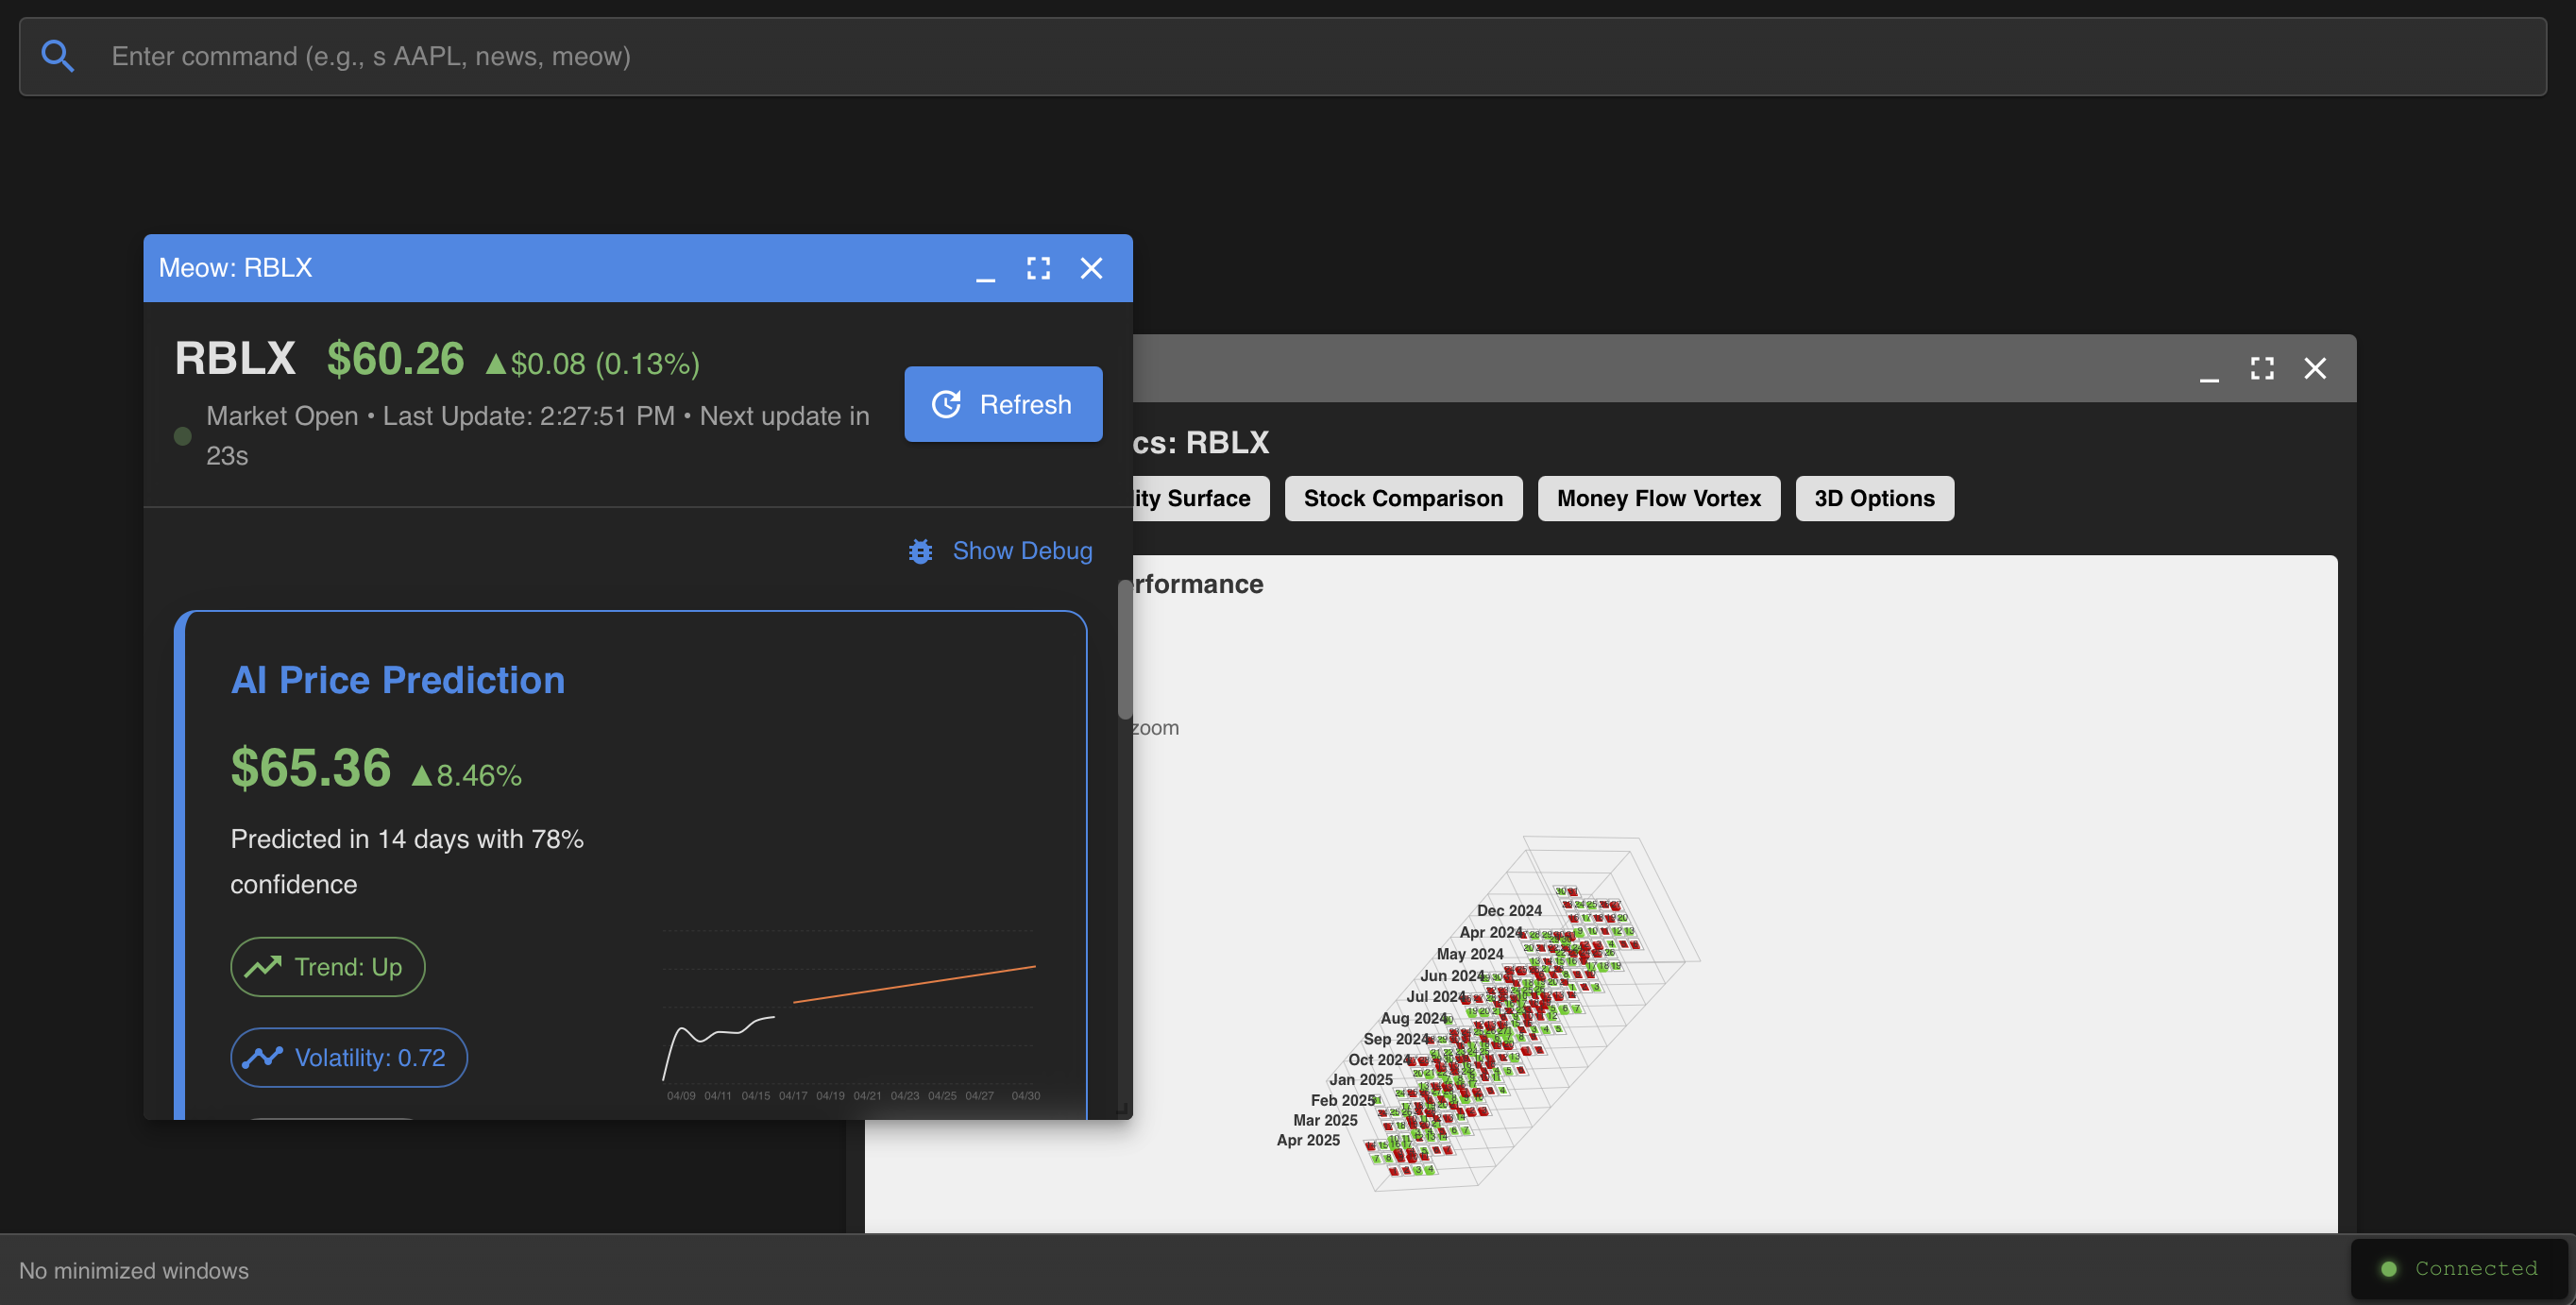 Enter command (e.g., s AAPL, news, meow)
Meow: RBLX
RBLX $60.26 ▲$0.08 (0.13%)
Market Open • Last Update: 2:27:51 PM • Next update in
23s
Refresh
Show Debug
AI Price Prediction
$65.36 ▲8.46%
Predicted in 14 days with 78%
confidence
Trend: Up
Volatility: 0.72
04/09 04/11 04/15 04/17 04/19 04/21 04/23 04/25 04/27 04/30
cs: RBLX
ity Surface
Stock Comparison
Money Flow Vortex
3D Options
rformance
zoom
Dec 2024
Apr 2024
May 2024
Jun 2024
Jul 2024
Aug 2024
Sep 2024
Oct 2024
Jan 2025
Feb 2025
Mar 2025
Apr 2025
No minimized windows
Connected